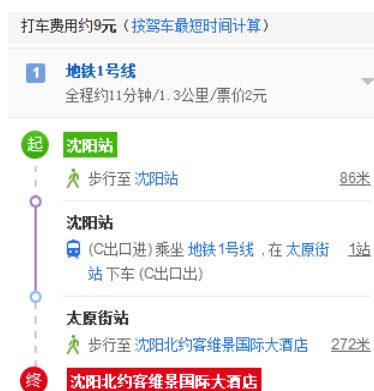 打车费用约9元（按驾车最短时间计算）
1 地铁1号线
全程约11分钟/1.3公里/票价2元
起 沈阳站
步行至 沈阳站 86米
沈阳站
(C出口进) 乘坐 地铁1号线 , 在 太原街 1站
站 下车 (C出口出)
太原街站
步行至 沈阳北约客维景国际大酒店 272米
终 沈阳北约客维景国际大酒店